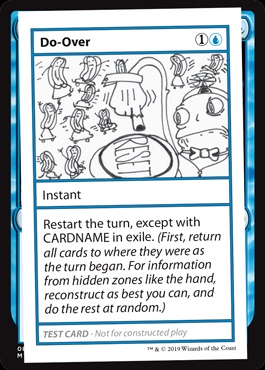 Do-Over 1
RST
Instant
Restart the turn, except with
CARDNAME in exile. (First, return
all cards to where they were as
the turn began. For information
from hidden zones like the hand,
reconstruct as best you can, and
do the rest at random.)
TEST CARD - Not for constructed play
™ & © 2019 Wizards of the Coast